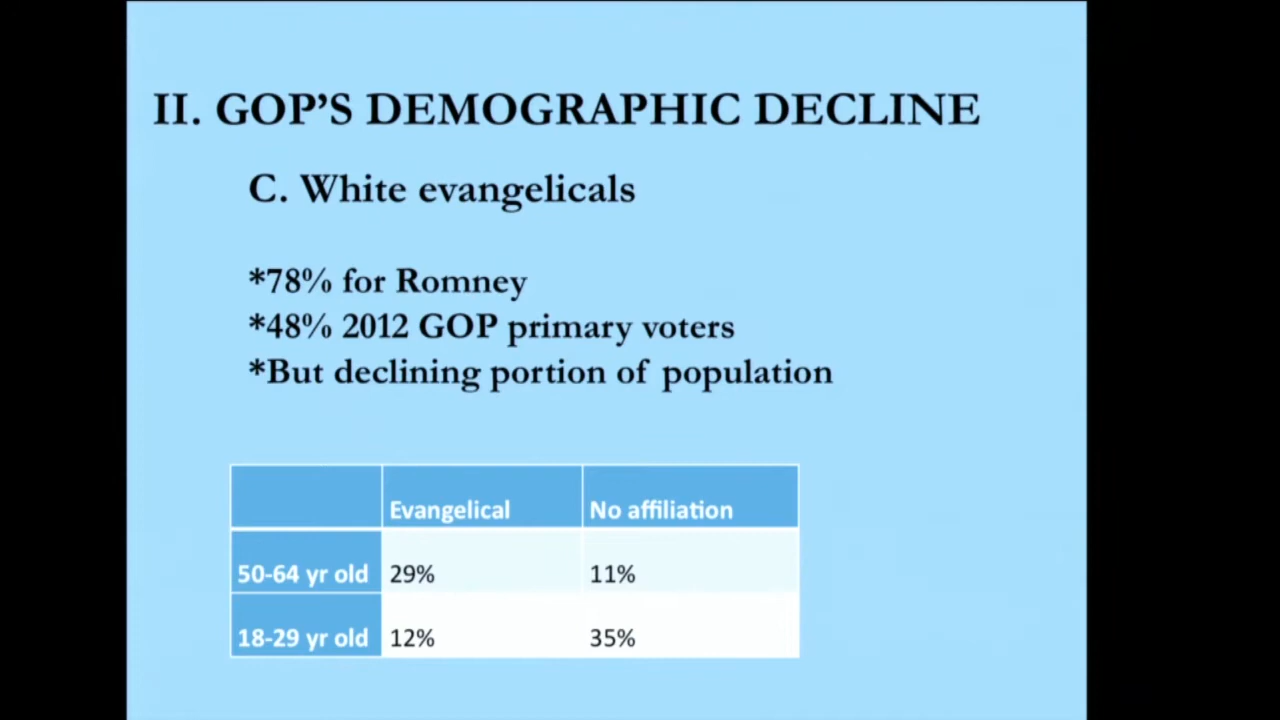 II. GOP’S DEMOGRAPHIC DECLINE
C. White evangelicals
*78% for Romney
*48% 2012 GOP primary voters
*But declining portion of population
Evangelical No affiliation
50-64 yr old 29% 11%
18-29 yr old 12% 35%